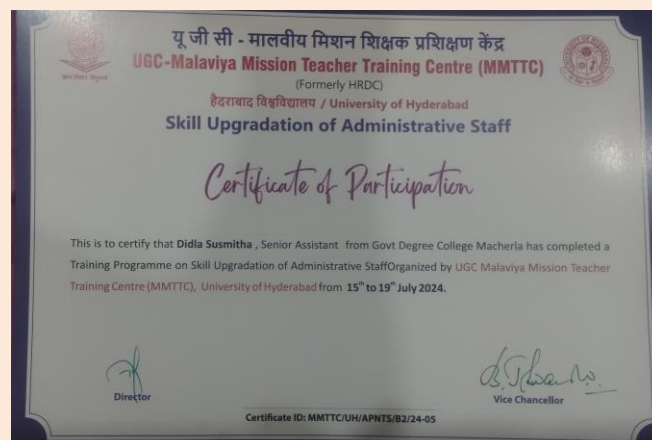 यू जी सी - मालवीय मिशन शिक्षक प्रशिक्षण केंद्र
UGC-Malaviya Mission Teacher Training Centre (MMTTC)
(Formerly HRDC)
हैदराबाद विश्वविद्यालय / University of Hyderabad
Skill Upgradation of Administrative Staff
Certificate of Participation
This is to certify that Didla Susmitha , Senior Assistant from Govt Degree College Macherla has completed a
Training Programme on Skill Upgradation of Administrative StaffOrganized by UGC Malaviya Mission Teacher
Training Centre (MMTTC), University of Hyderabad from 15th to 19th July 2024.
Director
Vice Chancellor
Certificate ID: MMTTC/UH/APNTS/B2/24-05